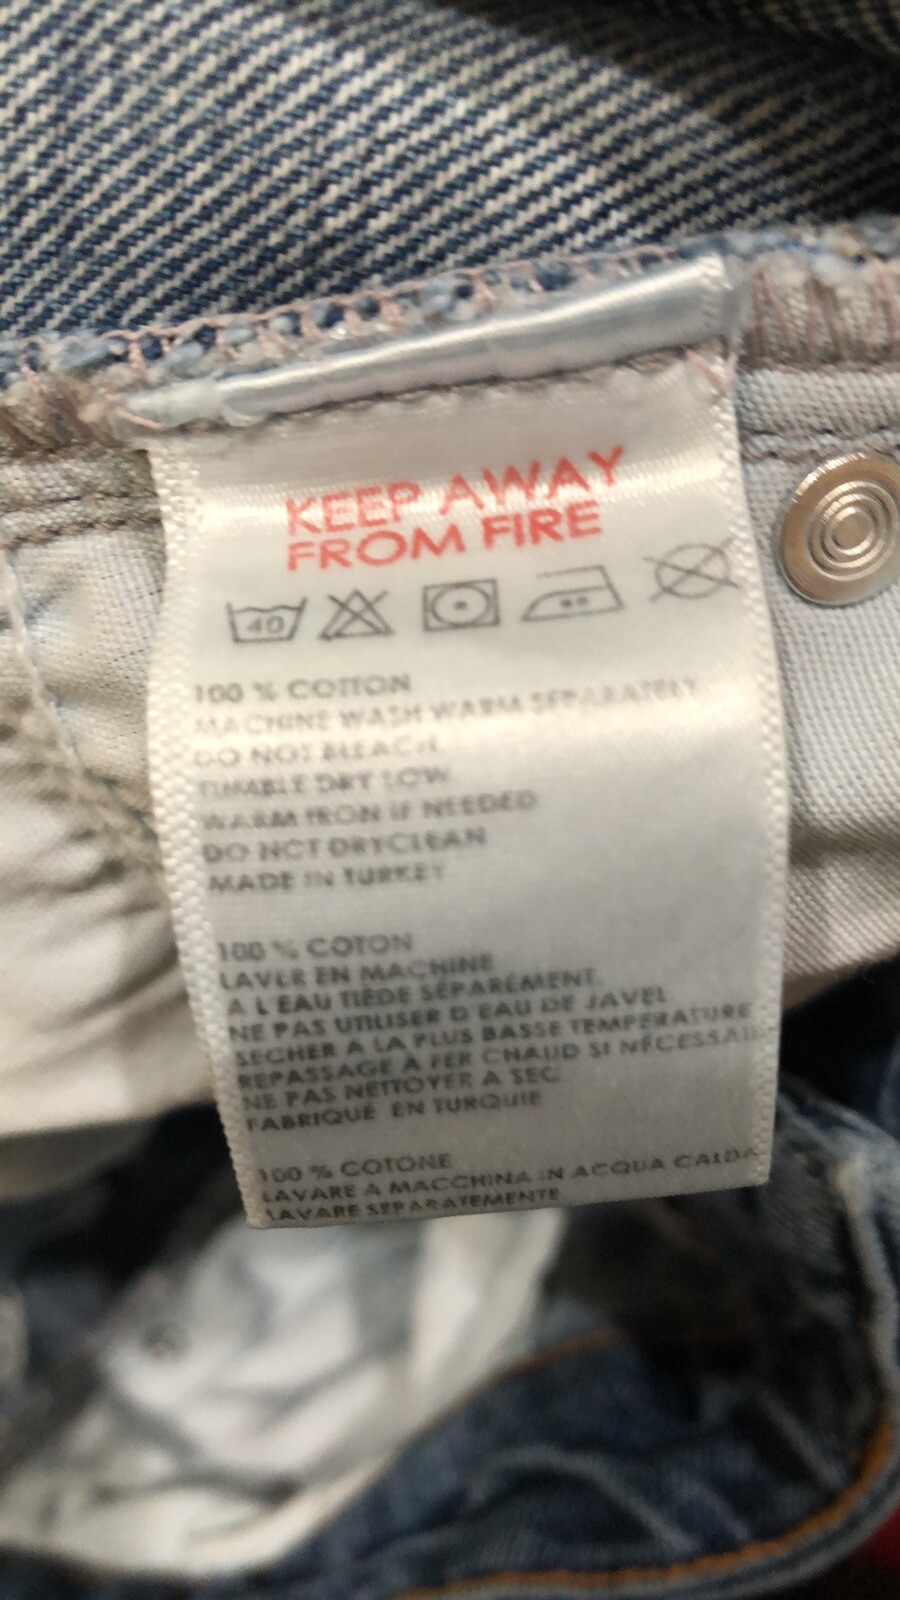 KEEP AWAY
FROM FIRE
40
100 % COTTON
MACHINE WASH WARM SEPARATELY
DO NOT BLEACH
TUMBLE DRY LOW
WARM IRON IF NEEDED
DO NOT DRYCLEAN
MADE IN TURKEY
100 % COTON
LAVER EN MACHINE
A L'EAU TIÈDE SÉPARÉMENT
NE PAS UTILISER D'EAU DE JAVEL
SECHER A LA PLUS BASSE TEMPERATURE
REPASSAGE A FER CHAUD SI NÉCESSAI
NE PAS NETTOYER A SEC
FABRIQUÉ EN TURQUIE
100 % COTONE
LAVARE A MACCHINA IN ACQUA CALDA
LAVARE SEPARATEMENTE